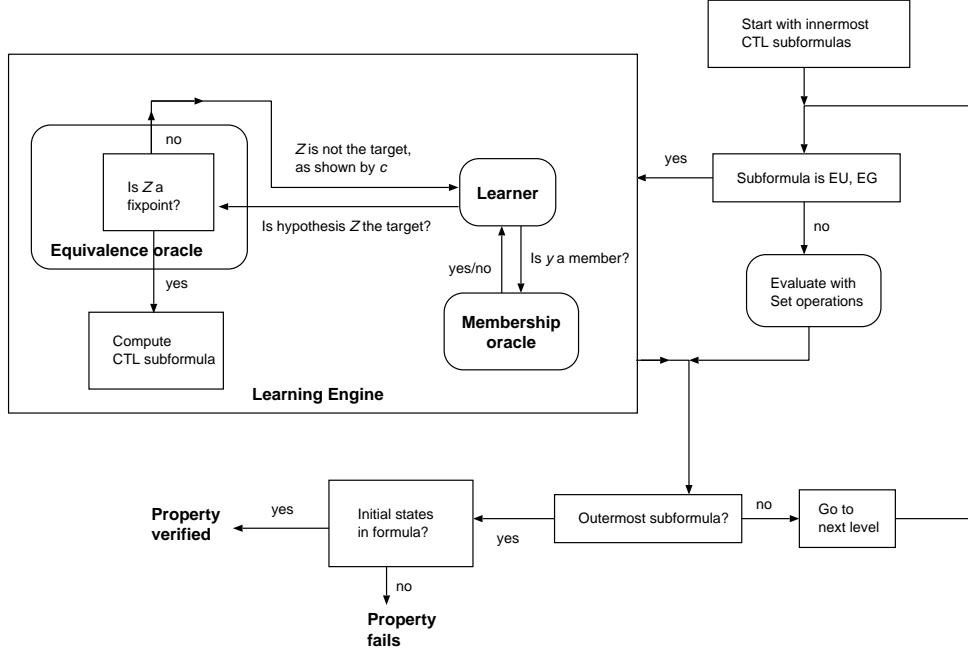 Start with innermost
CTL subformulas
no
Z is not the target,
as shown by c
yes
Subformula is EU, EG
Is Z a
fixpoint?
Learner
Is hypothesis Z the target?
Equivalence oracle
no
yes/no
Is y a member?
yes
Evaluate with
Set operations
Membership
oracle
Compute
CTL subformula
Learning Engine
Property
verified
yes
Initial states
in formula?
yes
Outermost subformula?
no
Go to
next level
no
Property
fails